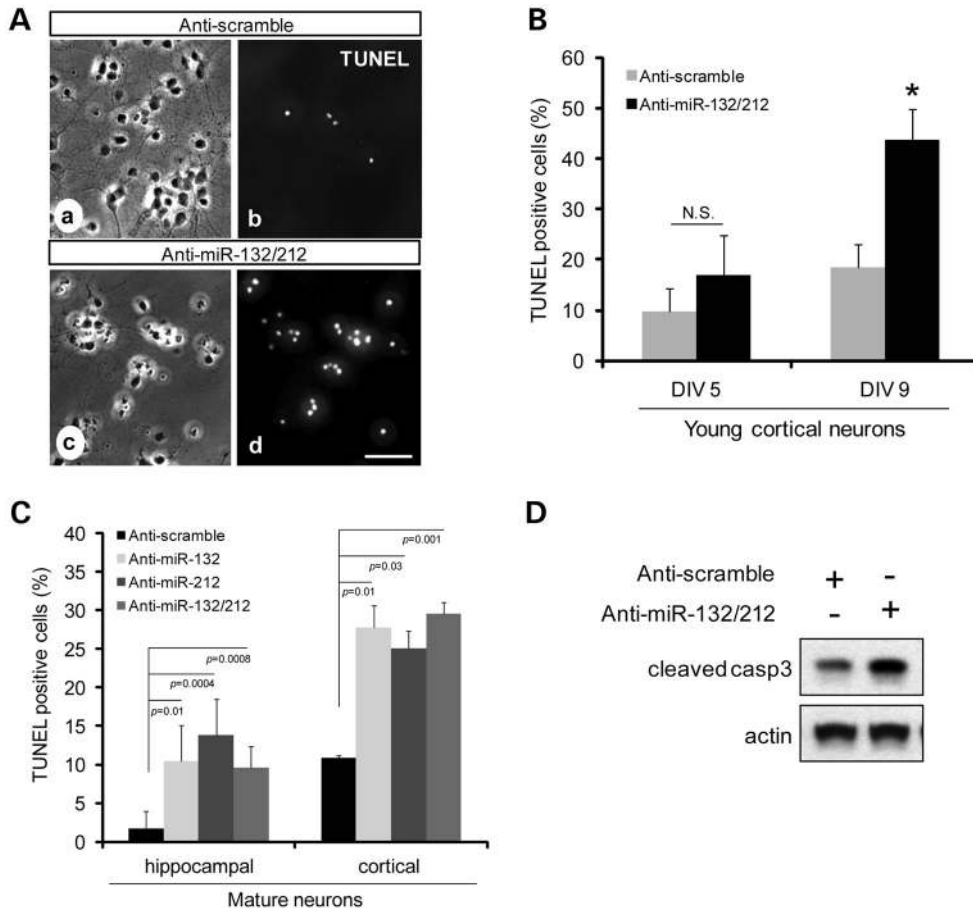 A
Anti-scramble
TUNEL
a
b
Anti-miR-132/212
c
d
B
TUNEL positive cells (%)
60
50
40
30
20
10
0
Anti-scramble
Anti-miR-132/212
*
N.S.
DIV 5
DIV 9
Young cortical neurons
C
TUNEL positive cells (%)
40
35
30
25
20
15
10
5
0
Anti-scramble
Anti-miR-132
Anti-miR-212
Anti-miR-132/212
p=0.0008
p=0.0004
p=0.01
p=0.001
p=0.03
p=0.01
hippocampal
cortical
Mature neurons
D
Anti-scramble + -
Anti-miR-132/212 - +
cleaved casp3
actin